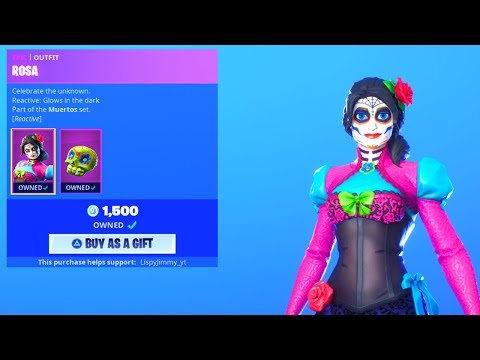 EPIC | OUTFIT
ROSA
Celebrate the unknown.
Reactive: Glows in the dark
Part of the Muertos set.
[Reactive]
OWNED ✓ OWNED ✓
1,500
OWNED ✓
BUY AS A GIFT
This purchase helps support: LispyJimmy_yt